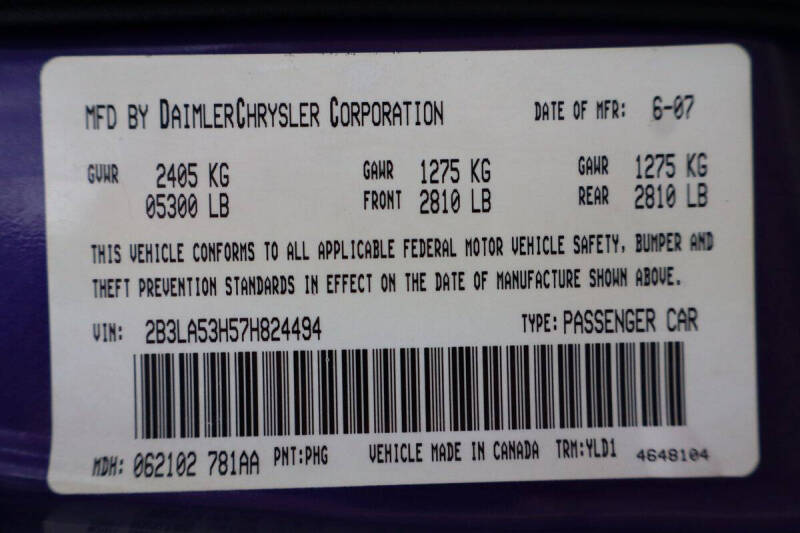 MFD BY DAIMLERCHRYSLER CORPORATION DATE OF MFR: 6-07
GVWR 2405 KG GAWR 1275 KG GAWR 1275 KG
05300 LB FRONT 2810 LB REAR 2810 LB
THIS VEHICLE CONFORMS TO ALL APPLICABLE FEDERAL MOTOR VEHICLE SAFETY, BUMPER AND
THEFT PREVENTION STANDARDS IN EFFECT ON THE DATE OF MANUFACTURE SHOWN ABOVE.
VIN: 2B3LA53H57H824494 TYPE: PASSENGER CAR
MDH: 062102 781AA PNT:PHG VEHICLE MADE IN CANADA TRM:YLD1 4648104